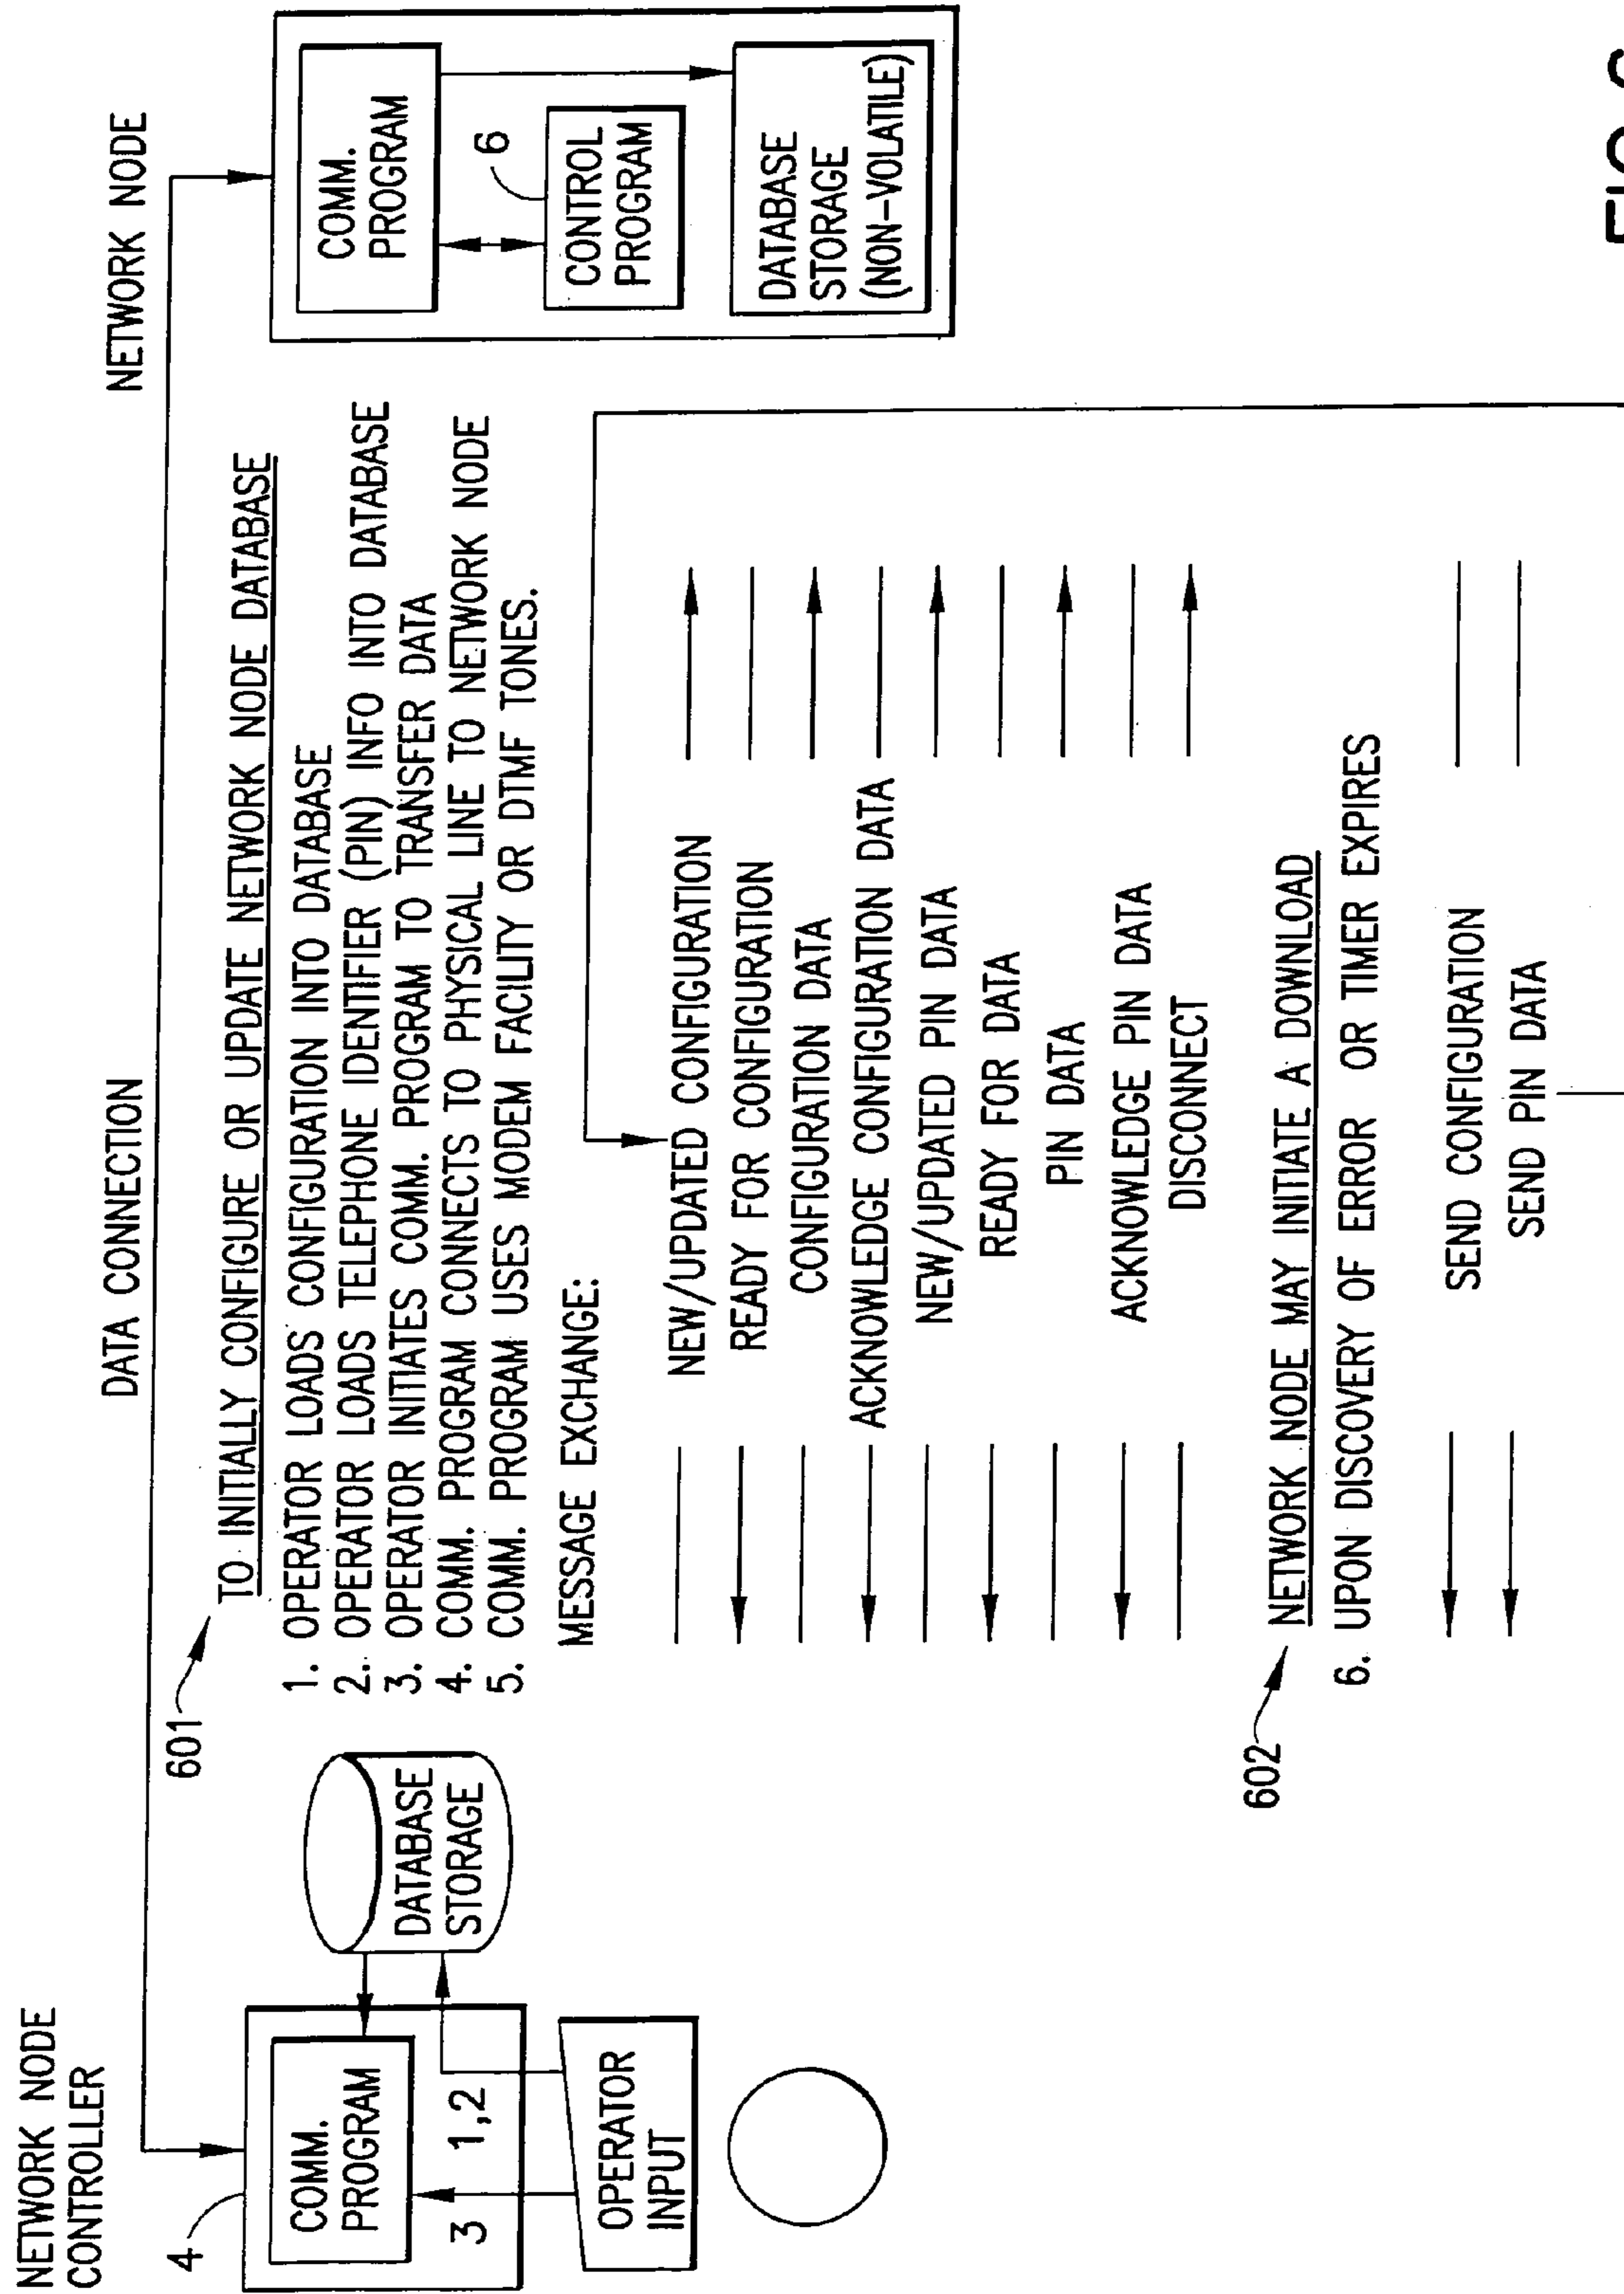 NETWORK NODE
CONTROLLER
DATA CONNECTION
NETWORK NODE
4
COMM.
PROGRAM
3 1,2
DATABASE
STORAGE
OPERATOR
INPUT
601
TO INITIALLY CONFIGURE OR UPDATE NETWORK NODE DATABASE
1. OPERATOR LOADS CONFIGURATION INTO DATABASE
2. OPERATOR LOADS TELEPHONE IDENTIFIER (PIN) INFO INTO DATABASE
3. OPERATOR INITIATES COMM. PROGRAM TO TRANSFER DATA
4. COMM. PROGRAM CONNECTS TO PHYSICAL LINE TO NETWORK NODE
5. COMM. PROGRAM USES MODEM FACILITY OR DTMF TONES.
MESSAGE EXCHANGE:
NEW/UPDATED CONFIGURATION
READY FOR CONFIGURATION
CONFIGURATION DATA
ACKNOWLEDGE CONFIGURATION DATA
NEW/UPDATED PIN DATA
READY FOR DATA
PIN DATA
ACKNOWLEDGE PIN DATA
DISCONNECT
602
NETWORK NODE MAY INITIATE A DOWNLOAD
6. UPON DISCOVERY OF ERROR OR TIMER EXPIRES
SEND CONFIGURATION
SEND PIN DATA
COMM.
PROGRAM
6
CONTROL
PROGRAM
DATABASE
STORAGE
(NON-VOLATILE)